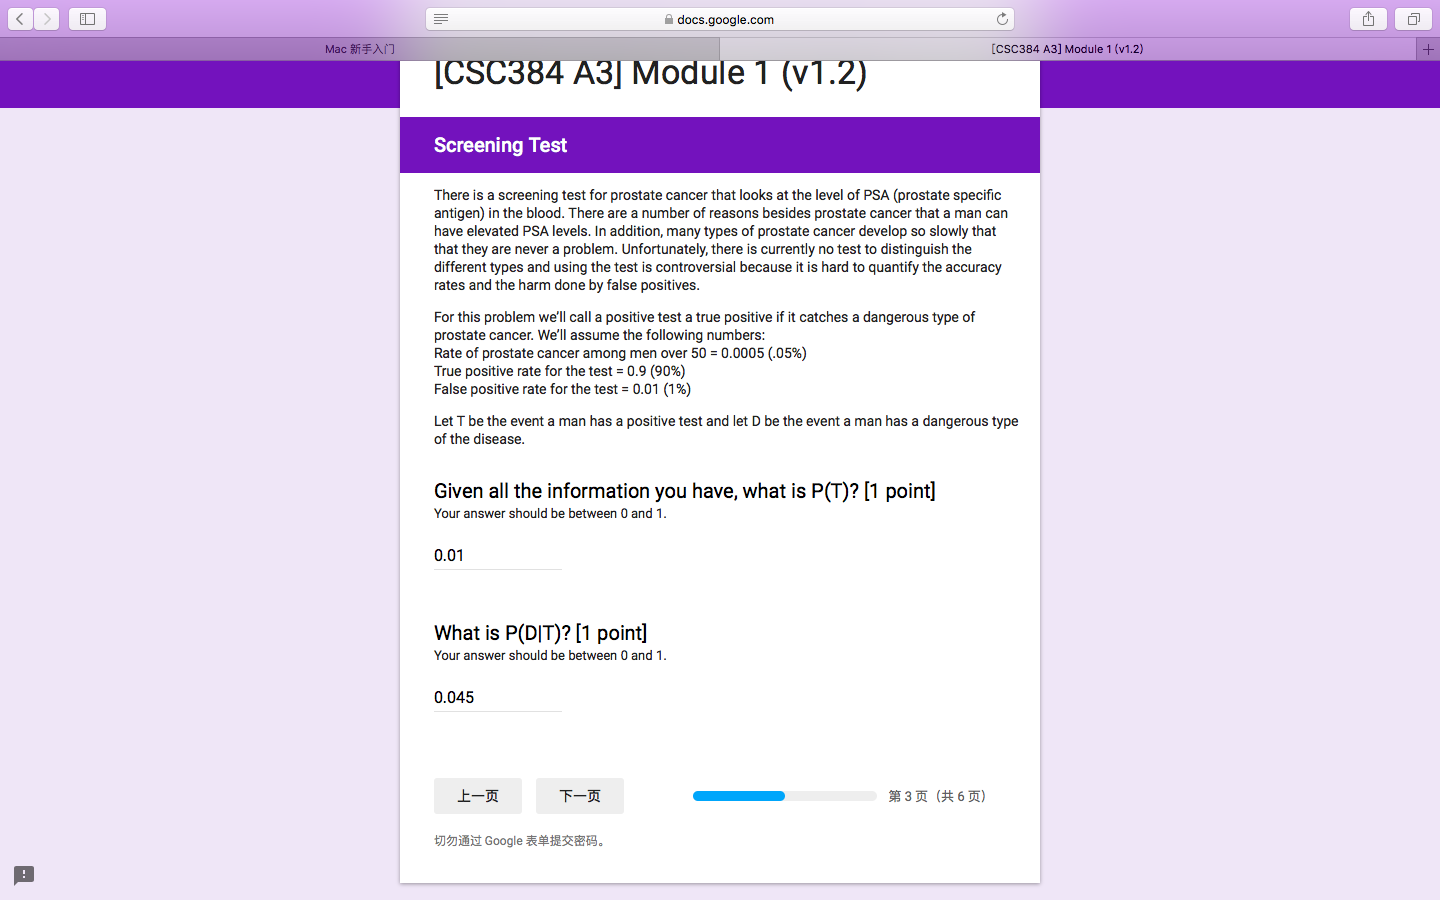 docs.google.com
Mac 新手入门
[CSC384 A3] Module 1 (v1.2)
[CSC384 A3] Module 1 (v1.2)
Screening Test
There is a screening test for prostate cancer that looks at the level of PSA (prostate specific
antigen) in the blood. There are a number of reasons besides prostate cancer that a man can
have elevated PSA levels. In addition, many types of prostate cancer develop so slowly that
that they are never a problem. Unfortunately, there is currently no test to distinguish the
different types and using the test is controversial because it is hard to quantify the accuracy
rates and the harm done by false positives.
For this problem we’ll call a positive test a true positive if it catches a dangerous type of
prostate cancer. We’ll assume the following numbers:
Rate of prostate cancer among men over 50 = 0.0005 (.05%)
True positive rate for the test = 0.9 (90%)
False positive rate for the test = 0.01 (1%)
Let T be the event a man has a positive test and let D be the event a man has a dangerous type
of the disease.
Given all the information you have, what is P(T)? [1 point]
Your answer should be between 0 and 1.
0.01
What is P(D|T)? [1 point]
Your answer should be between 0 and 1.
0.045
上一页
下一页
第 3 页（共 6 页）
切勿通过 Google 表单提交密码。